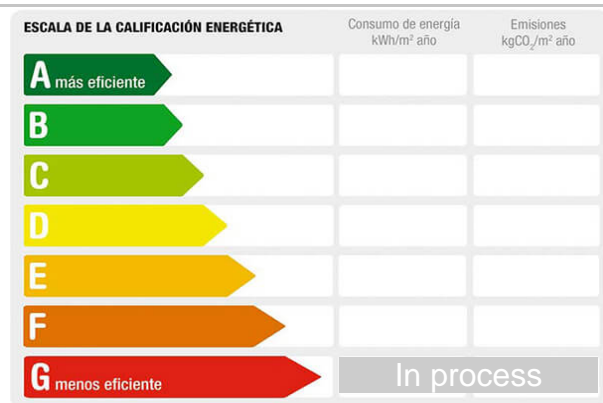 ESCALA DE LA CALIFICACIÓN ENERGÉTICA
Consumo de energía
kWh/m² año
Emisiones
kgCO₂/m² año
A más eficiente
B
C
D
E
F
G menos eficiente
In process